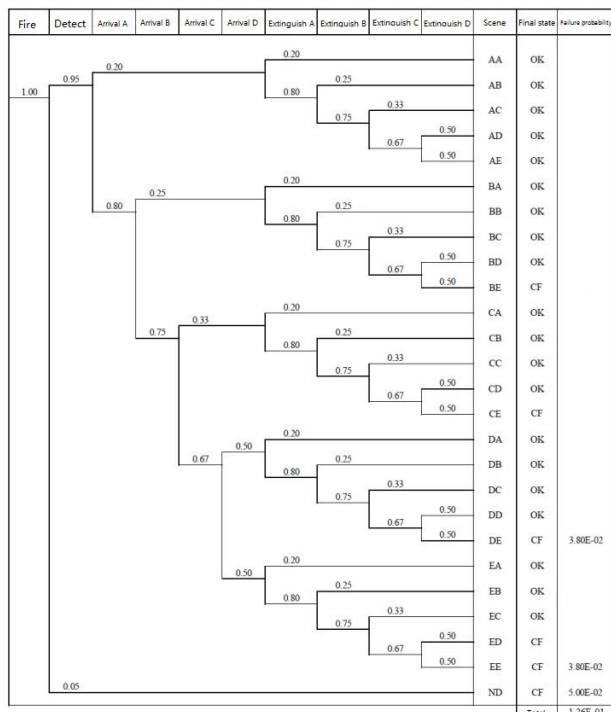 Fire Detect Arrival A Arrival B Arrival C Arrival D Extinguish A Extinguish B Extinguish C Extinguish D Scene Final state Failure probability
0.20 AA OK
0.20
0.95
0.25 AB OK
1.00
0.80
0.33 AC OK
0.75
0.50 AD OK
0.67
0.50 AE OK
0.20 BA OK
0.25
0.80
0.25 BB OK
0.80
0.33 BC OK
0.75
0.50 BD OK
0.67
0.50 BE CF
0.20 CA OK
0.33
0.75
0.25 CB OK
0.80
0.33 CC OK
0.75
0.50 CD OK
0.67
0.50 CE CF
0.20 DA OK
0.50
0.67
0.25 DB OK
0.80
0.33 DC OK
0.75
0.50 DD OK
0.67
0.50 DE CF 3.80E-02
0.20 EA OK
0.50
0.25 EB OK
0.80
0.33 EC OK
0.75
0.50 ED CF
0.67
0.50 EE CF 3.80E-02
0.05 ND CF 5.00E-02
Total 1.26E-01